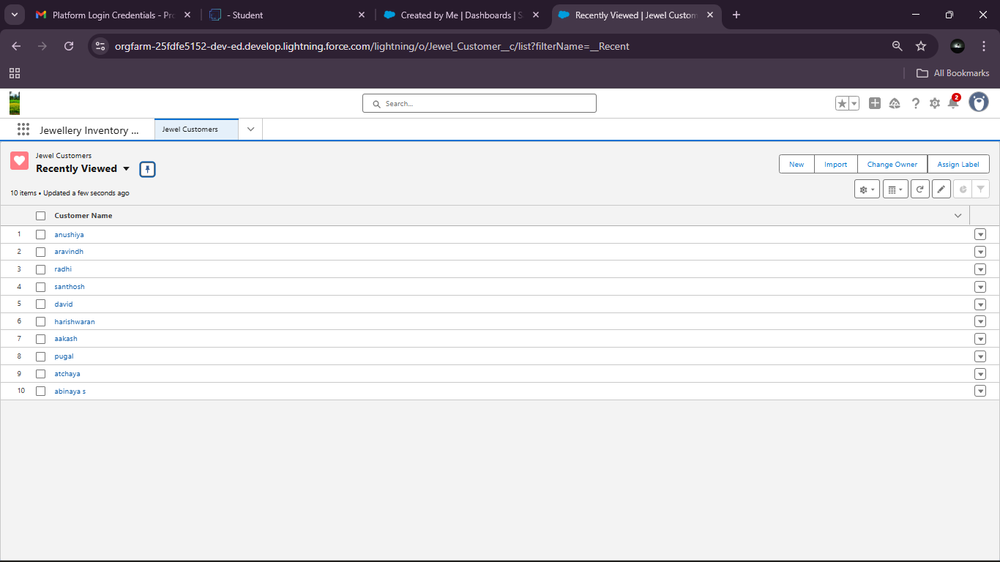 Platform Login Credentials - Pro
- Student
Created by Me | Dashboards | S
Recently Viewed | Jewel Custom
orgfarm-25fdfe5152-dev-ed.develop.lightning.force.com/lightning/o/Jewel_Customer__c/list?filterName=__Recent
All Bookmarks
Search...
2
Jewellery Inventory ...
Jewel Customers
Jewel Customers
Recently Viewed
New
Import
Change Owner
Assign Label
10 items • Updated a few seconds ago
Customer Name
1 anushiya
2 aravindh
3 radhi
4 santhosh
5 david
6 harishwaran
7 aakash
8 pugal
9 atchaya
10 abinaya s